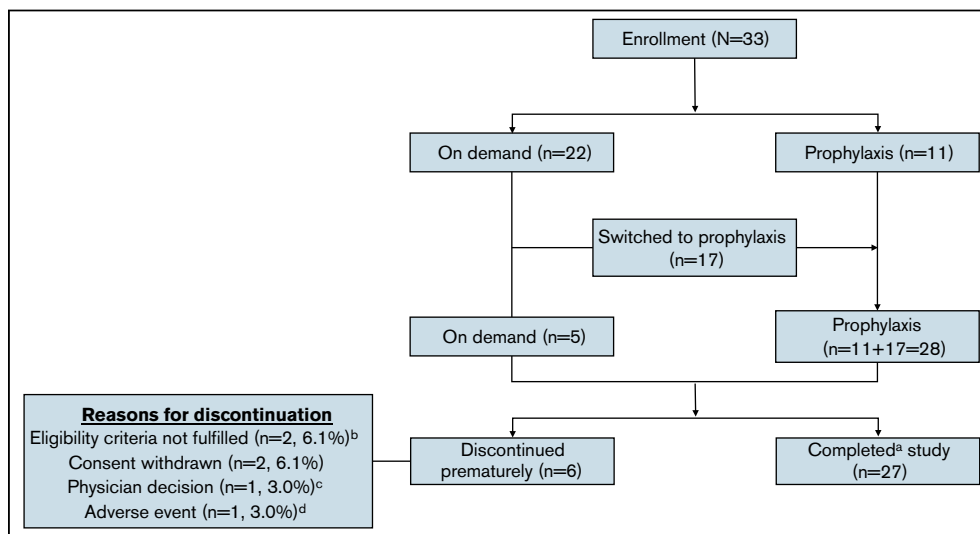 Enrollment (N=33)
On demand (n=22)
Prophylaxis (n=11)
Switched to prophylaxis
(n=17)
On demand (n=5)
Prophylaxis
(n=11+17=28)
Reasons for discontinuation
Eligibility criteria not fulfilled (n=2, 6.1%)ᵇ
Consent withdrawn (n=2, 6.1%)
Physician decision (n=1, 3.0%)ᶜ
Adverse event (n=1, 3.0%)ᵈ
Discontinued
prematurely (n=6)
Completedᵃ study
(n=27)